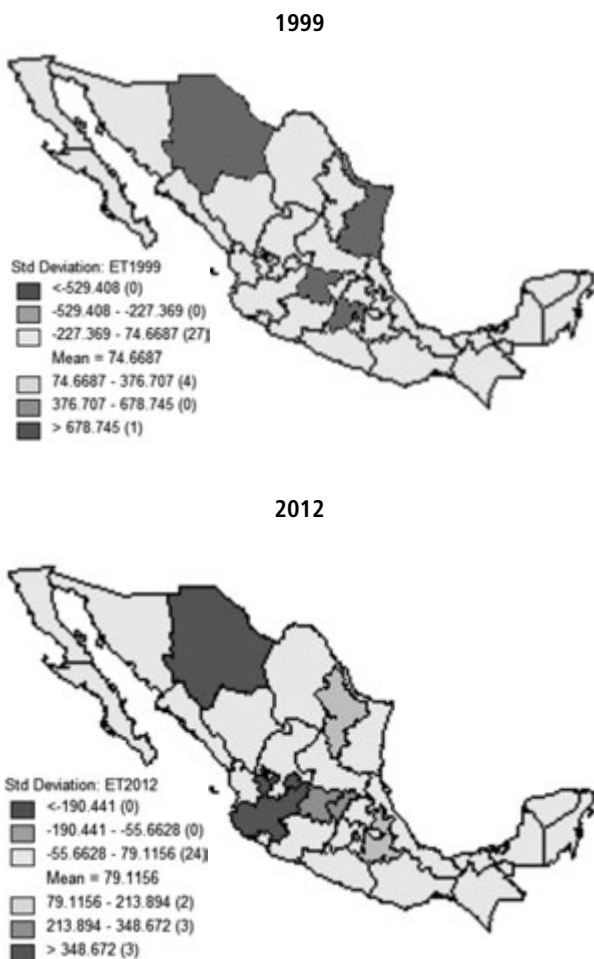 1999
Std Deviation: ET1999
<-529.408 (0)
-529.408 - -227.369 (0)
-227.369 - 74.6687 (27)
Mean = 74.6687
74.6687 - 376.707 (4)
376.707 - 678.745 (0)
> 678.745 (1)
2012
Std Deviation: ET2012
<-190.441 (0)
-190.441 - -55.6628 (0)
-55.6628 - 79.1156 (24)
Mean = 79.1156
79.1156 - 213.894 (2)
213.894 - 348.672 (3)
> 348.672 (3)